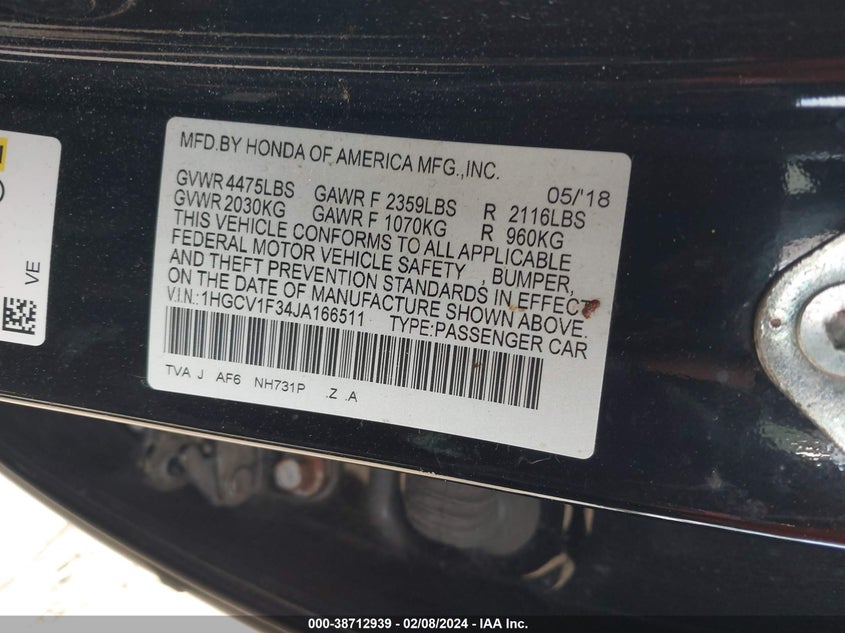 MFD.BY HONDA OF AMERICA MFG.,INC.
05/'18
GVWR 4475LBS GAWR F 2359LBS R 2116LBS
GVWR 2030KG GAWR F 1070KG R 960KG
THIS VEHICLE CONFORMS TO ALL APPLICABLE
FEDERAL MOTOR VEHICLE SAFETY , BUMPER,
AND THEFT PREVENTION STANDARDS IN EFFECT
ON THE DATE OF MANUFACTURE SHOWN ABOVE.
V.I.N.:1HGCV1F34JA166511 TYPE:PASSENGER CAR
TVA J AF6 NH731P .Z .A
VE
000-38712939 - 02/08/2024 - IAA Inc.